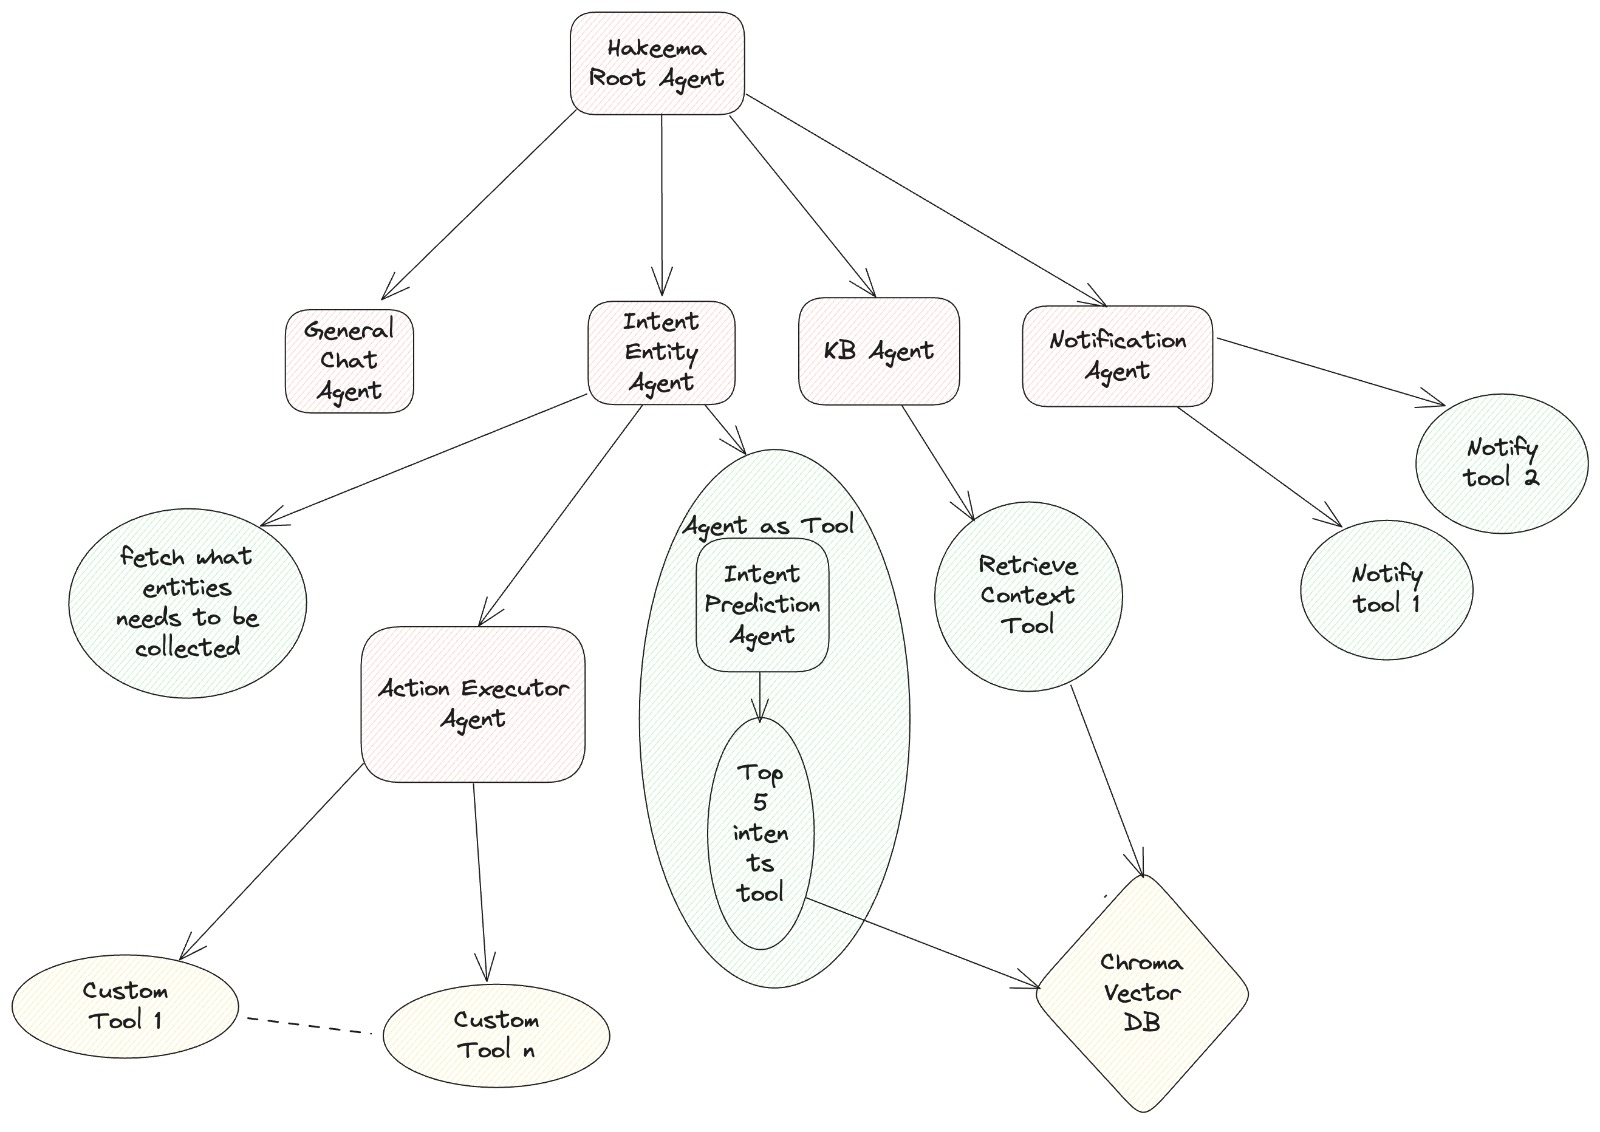 Hakeema
Root Agent
General
Chat
Agent
Intent
Entity
Agent
KB Agent
Notification
Agent
Notify
tool 2
Agent as Tool
fetch what
entities
needs to be
collected
Intent
Prediction
Agent
Retrieve
Context
Tool
Notify
tool 1
Action Executor
Agent
Top
5
inten
ts
tool
Custom
Tool 1
Custom
Tool n
Chroma
Vector
DB